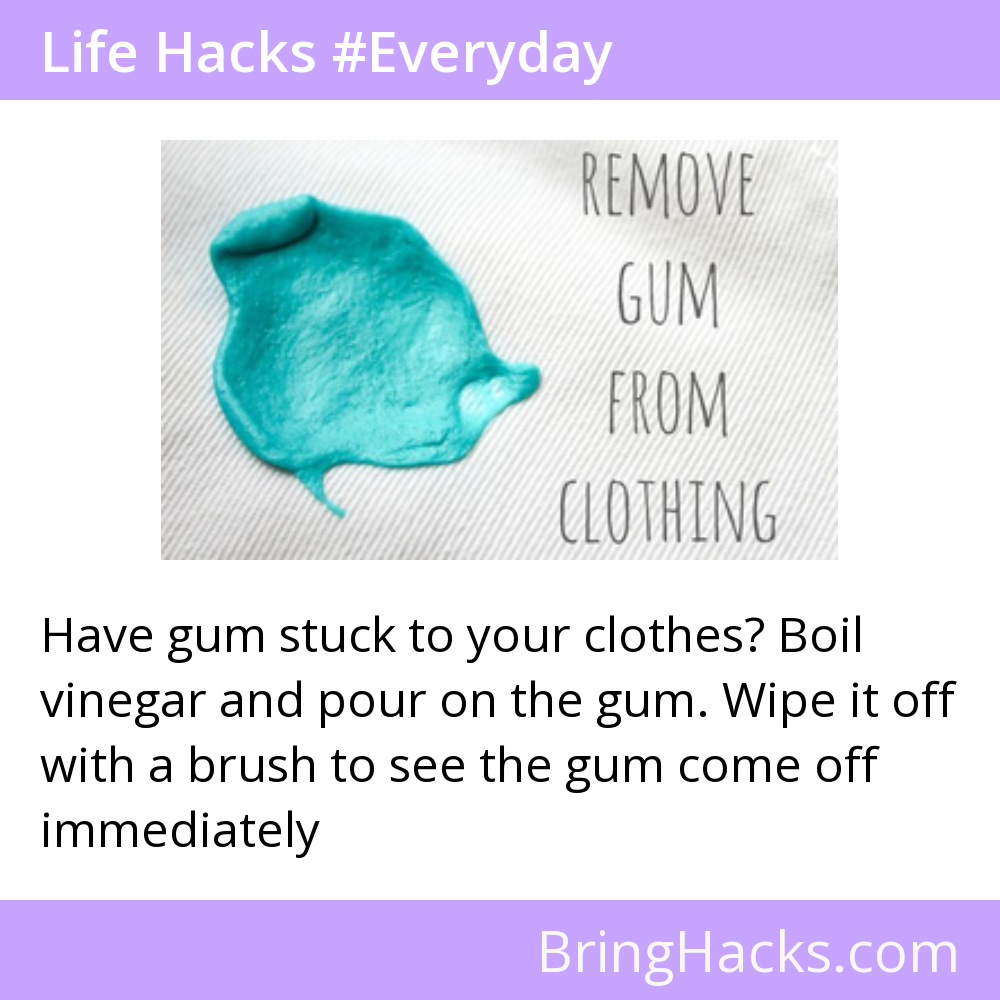 Life Hacks #Everyday
REMOVE
GUM
FROM
CLOTHING
Have gum stuck to your clothes? Boil
vinegar and pour on the gum. Wipe it off
with a brush to see the gum come off
immediately
BringHacks.com